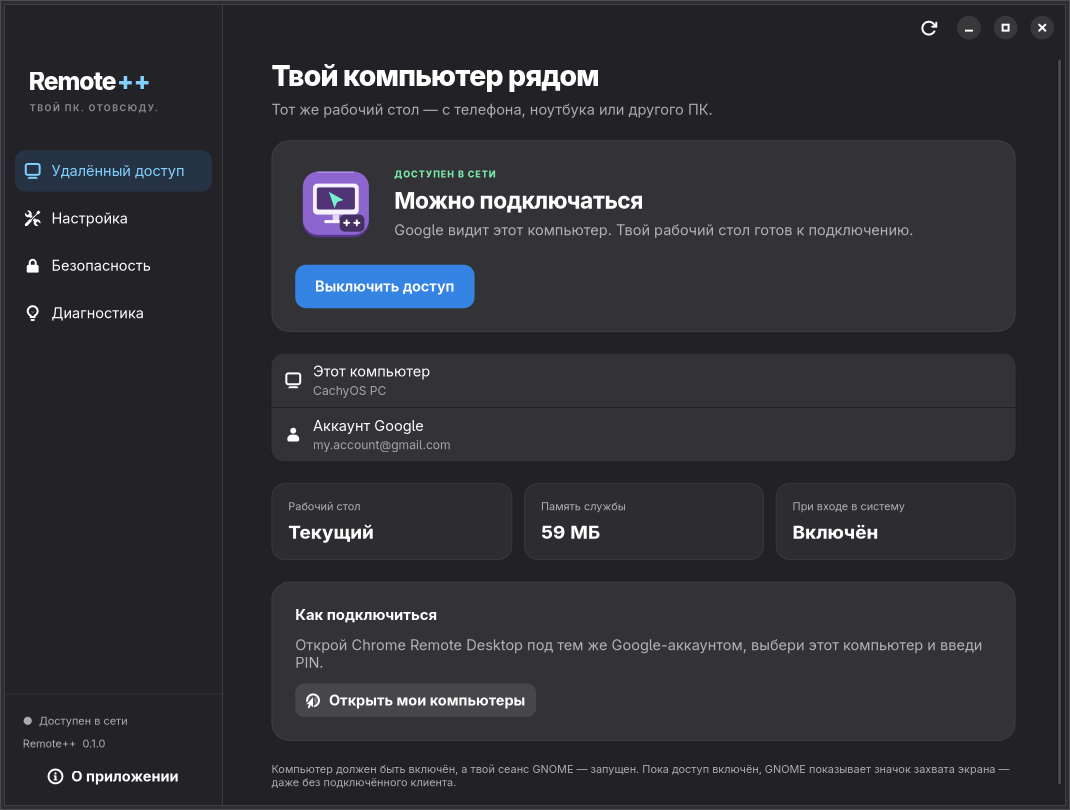 Remote++
ТВОЙ ПК. ОТОВСЮДУ.
Удалённый доступ
Настройка
Безопасность
Диагностика
Доступен в сети
Remote++ 0.1.0
О приложении
Твой компьютер рядом
Тот же рабочий стол — с телефона, ноутбука или другого ПК.
++
ДОСТУПЕН В СЕТИ
Можно подключаться
Google видит этот компьютер. Твой рабочий стол готов к подключению.
Выключить доступ
Этот компьютер
CachyOS PC
Аккаунт Google
my.account@gmail.com
Рабочий стол
Текущий
Память службы
59 МБ
При входе в систему
Включён
Как подключиться
Открой Chrome Remote Desktop под тем же Google-аккаунтом, выбери этот компьютер и введи
PIN.
Открыть мои компьютеры
Компьютер должен быть включён, а твой сеанс GNOME — запущен. Пока доступ включён, GNOME показывает значок захвата экрана —
даже без подключённого клиента.